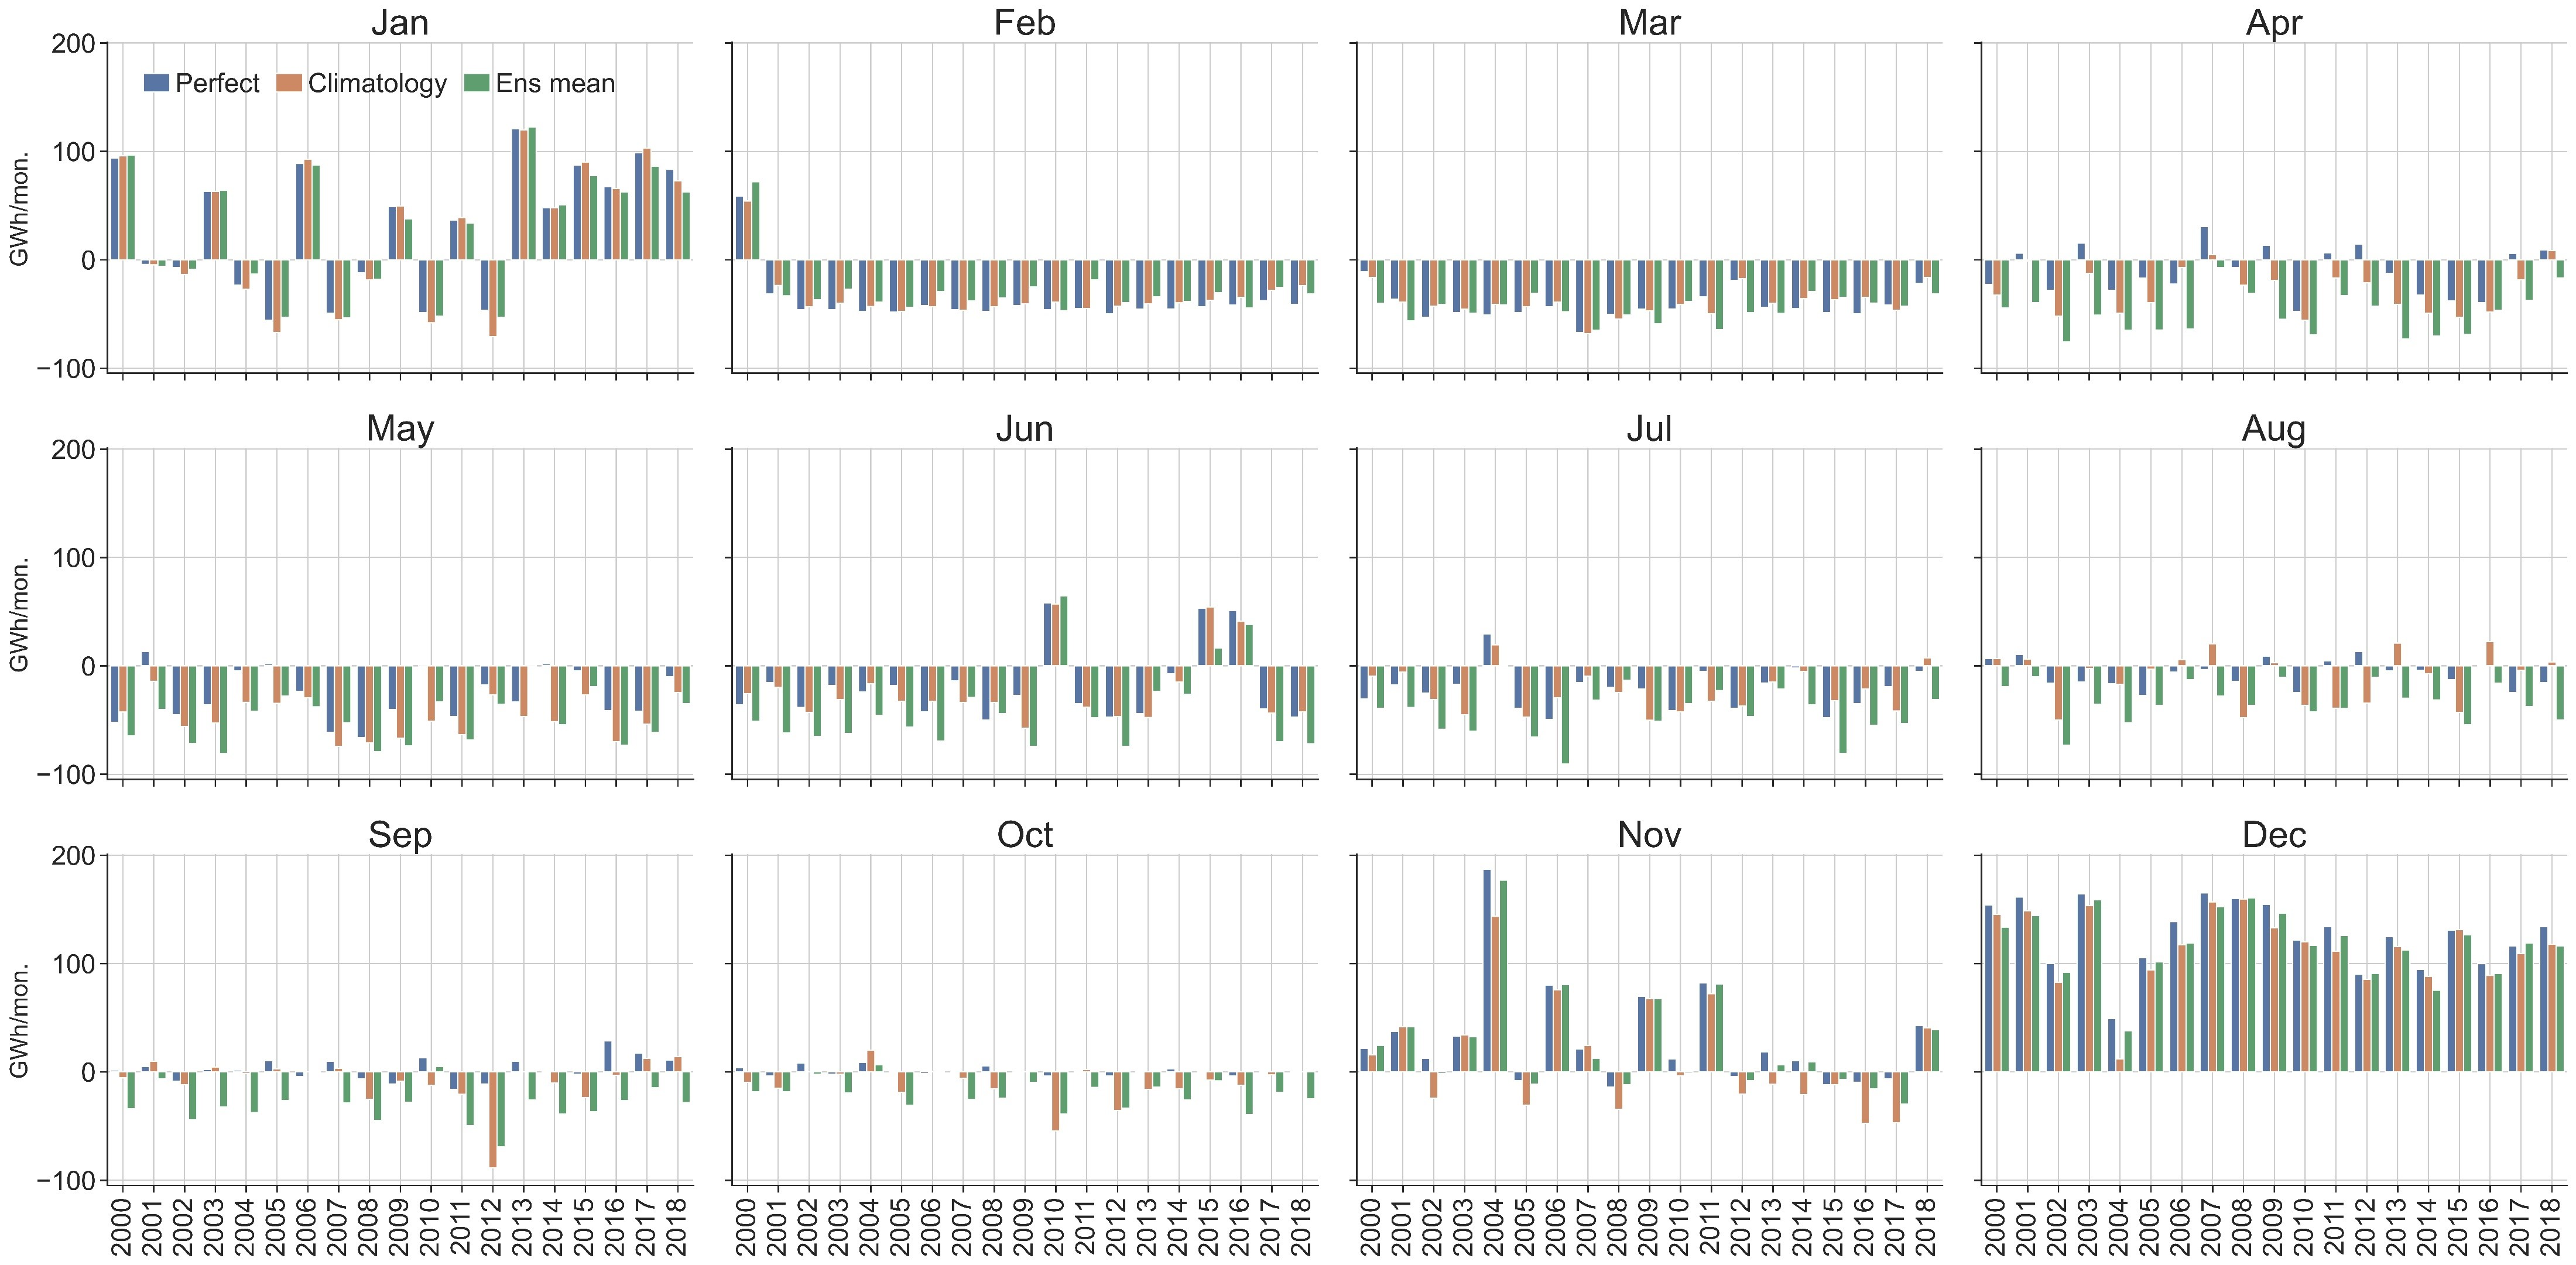 Jan Feb Mar Apr
200
Perfect Climatology Ens mean
100
GWh/mon.
0
−100
May Jun Jul Aug
200
100
GWh/mon.
0
−100
Sep Oct Nov Dec
200
100
GWh/mon.
0
−100
2000 2001 2002 2003 2004 2005 2006 2007 2008 2009 2010 2011 2012 2013 2014 2015 2016 2017 2018 2000 2001 2002 2003 2004 2005 2006 2007 2008 2009 2010 2011 2012 2013 2014 2015 2016 2017 2018 2000 2001 2002 2003 2004 2005 2006 2007 2008 2009 2010 2011 2012 2013 2014 2015 2016 2017 2018 2000 2001 2002 2003 2004 2005 2006 2007 2008 2009 2010 2011 2012 2013 2014 2015 2016 2017 2018